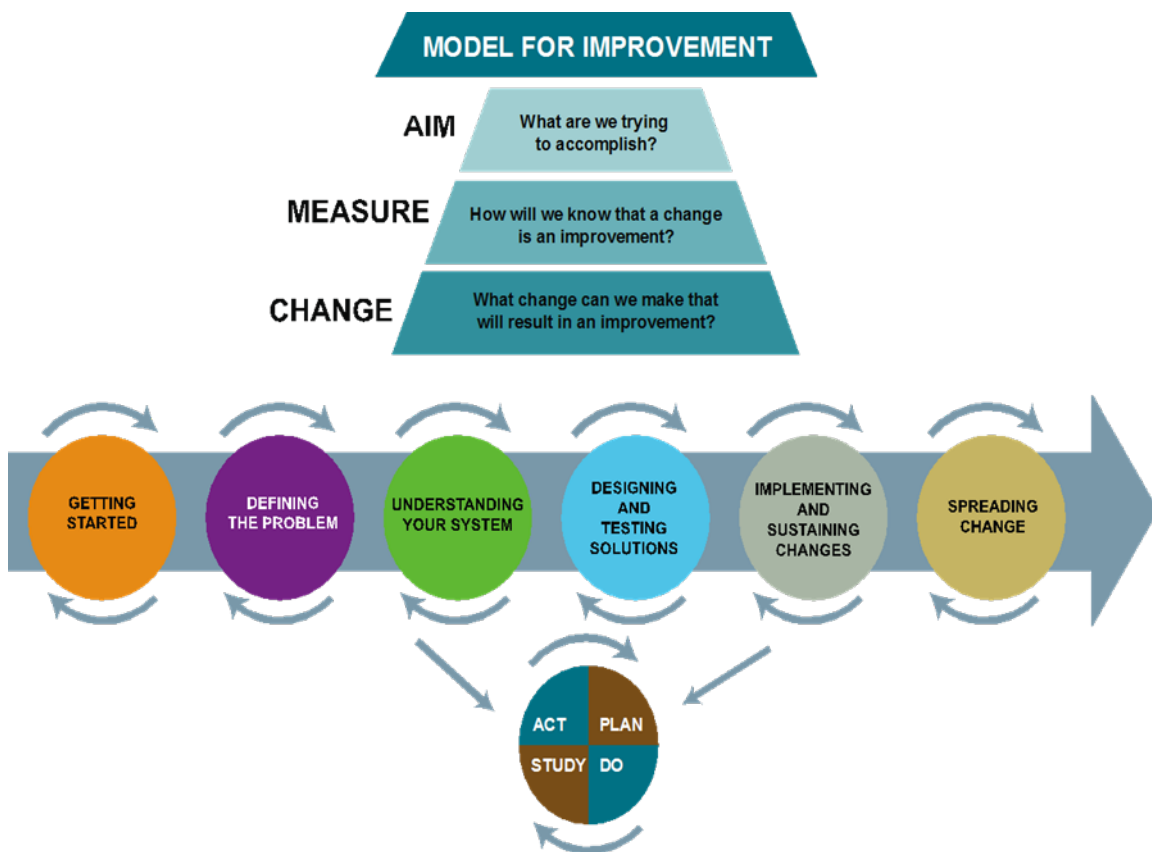 MODEL FOR IMPROVEMENT
AIM
What are we trying
to accomplish?
MEASURE
How will we know that a change
is an improvement?
CHANGE
What change can we make that
will result in an improvement?
GETTING
STARTED
DEFINING
THE PROBLEM
UNDERSTANDING
YOUR SYSTEM
DESIGNING
AND
TESTING
SOLUTIONS
IMPLEMENTING
AND
SUSTAINING
CHANGES
SPREADING
CHANGE
ACT
PLAN
STUDY
DO